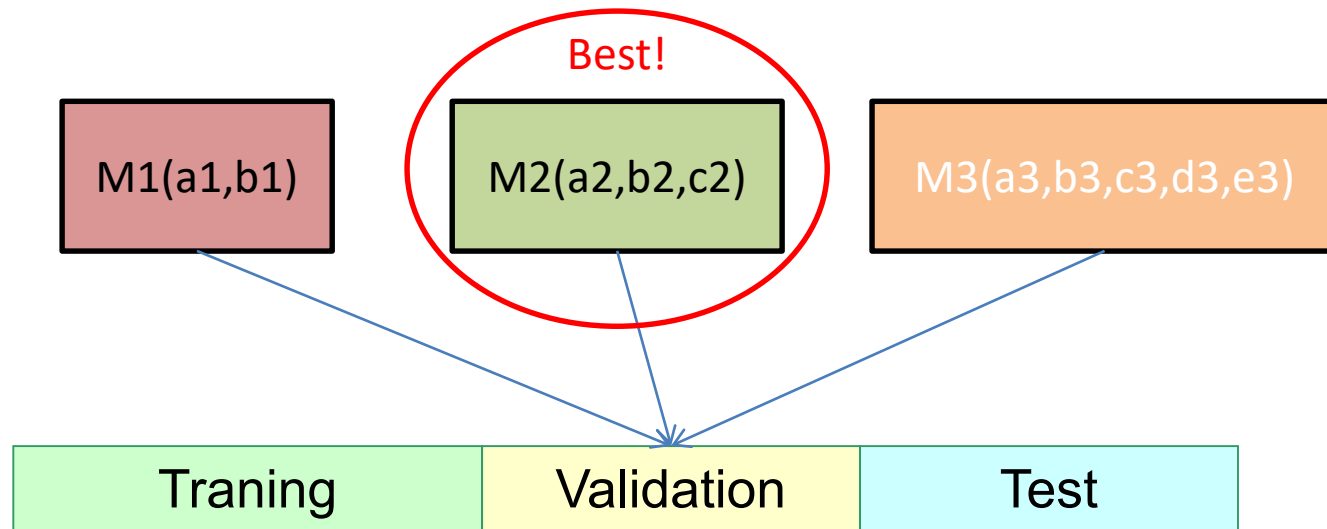 Best!
M1(a1,b1)
M2(a2,b2,c2)
M3(a3,b3,c3,d3,e3)
Traning
Validation
Test